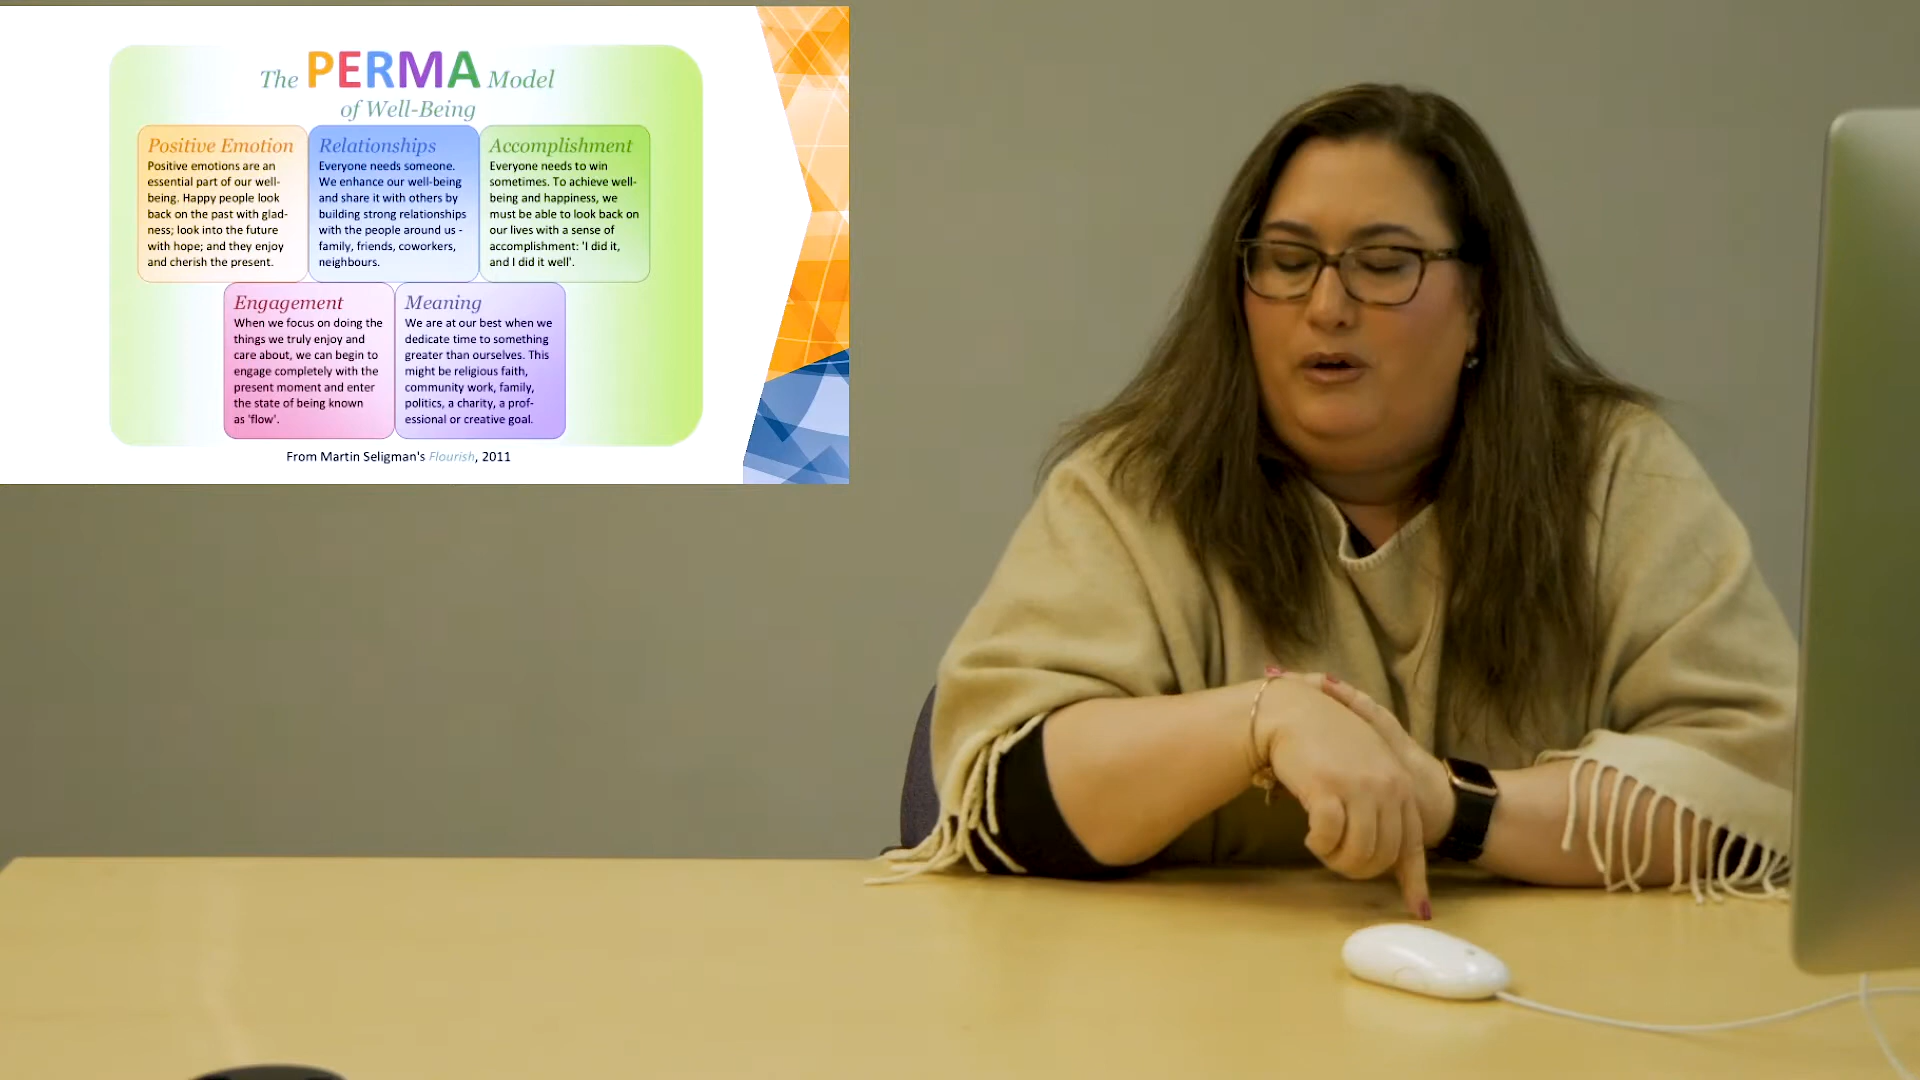 The PERMA Model
of Well-Being
Positive Emotion
Positive emotions are an
essential part of our well-
being. Happy people look
back on the past with glad-
ness; look into the future
with hope; and they enjoy
and cherish the present.
Relationships
Everyone needs someone.
We enhance our well-being
and share it with others by
building strong relationships
with the people around us -
family, friends, coworkers,
neighbours.
Accomplishment
Everyone needs to win
sometimes. To achieve well-
being and happiness, we
must be able to look back on
our lives with a sense of
accomplishment: 'I did it,
and I did it well'.
Engagement
When we focus on doing the
things we truly enjoy and
care about, we can begin to
engage completely with the
present moment and enter
the state of being known
as 'flow'.
Meaning
We are at our best when we
dedicate time to something
greater than ourselves. This
might be religious faith,
community work, family,
politics, a charity, a prof-
essional or creative goal.
From Martin Seligman's Flourish, 2011